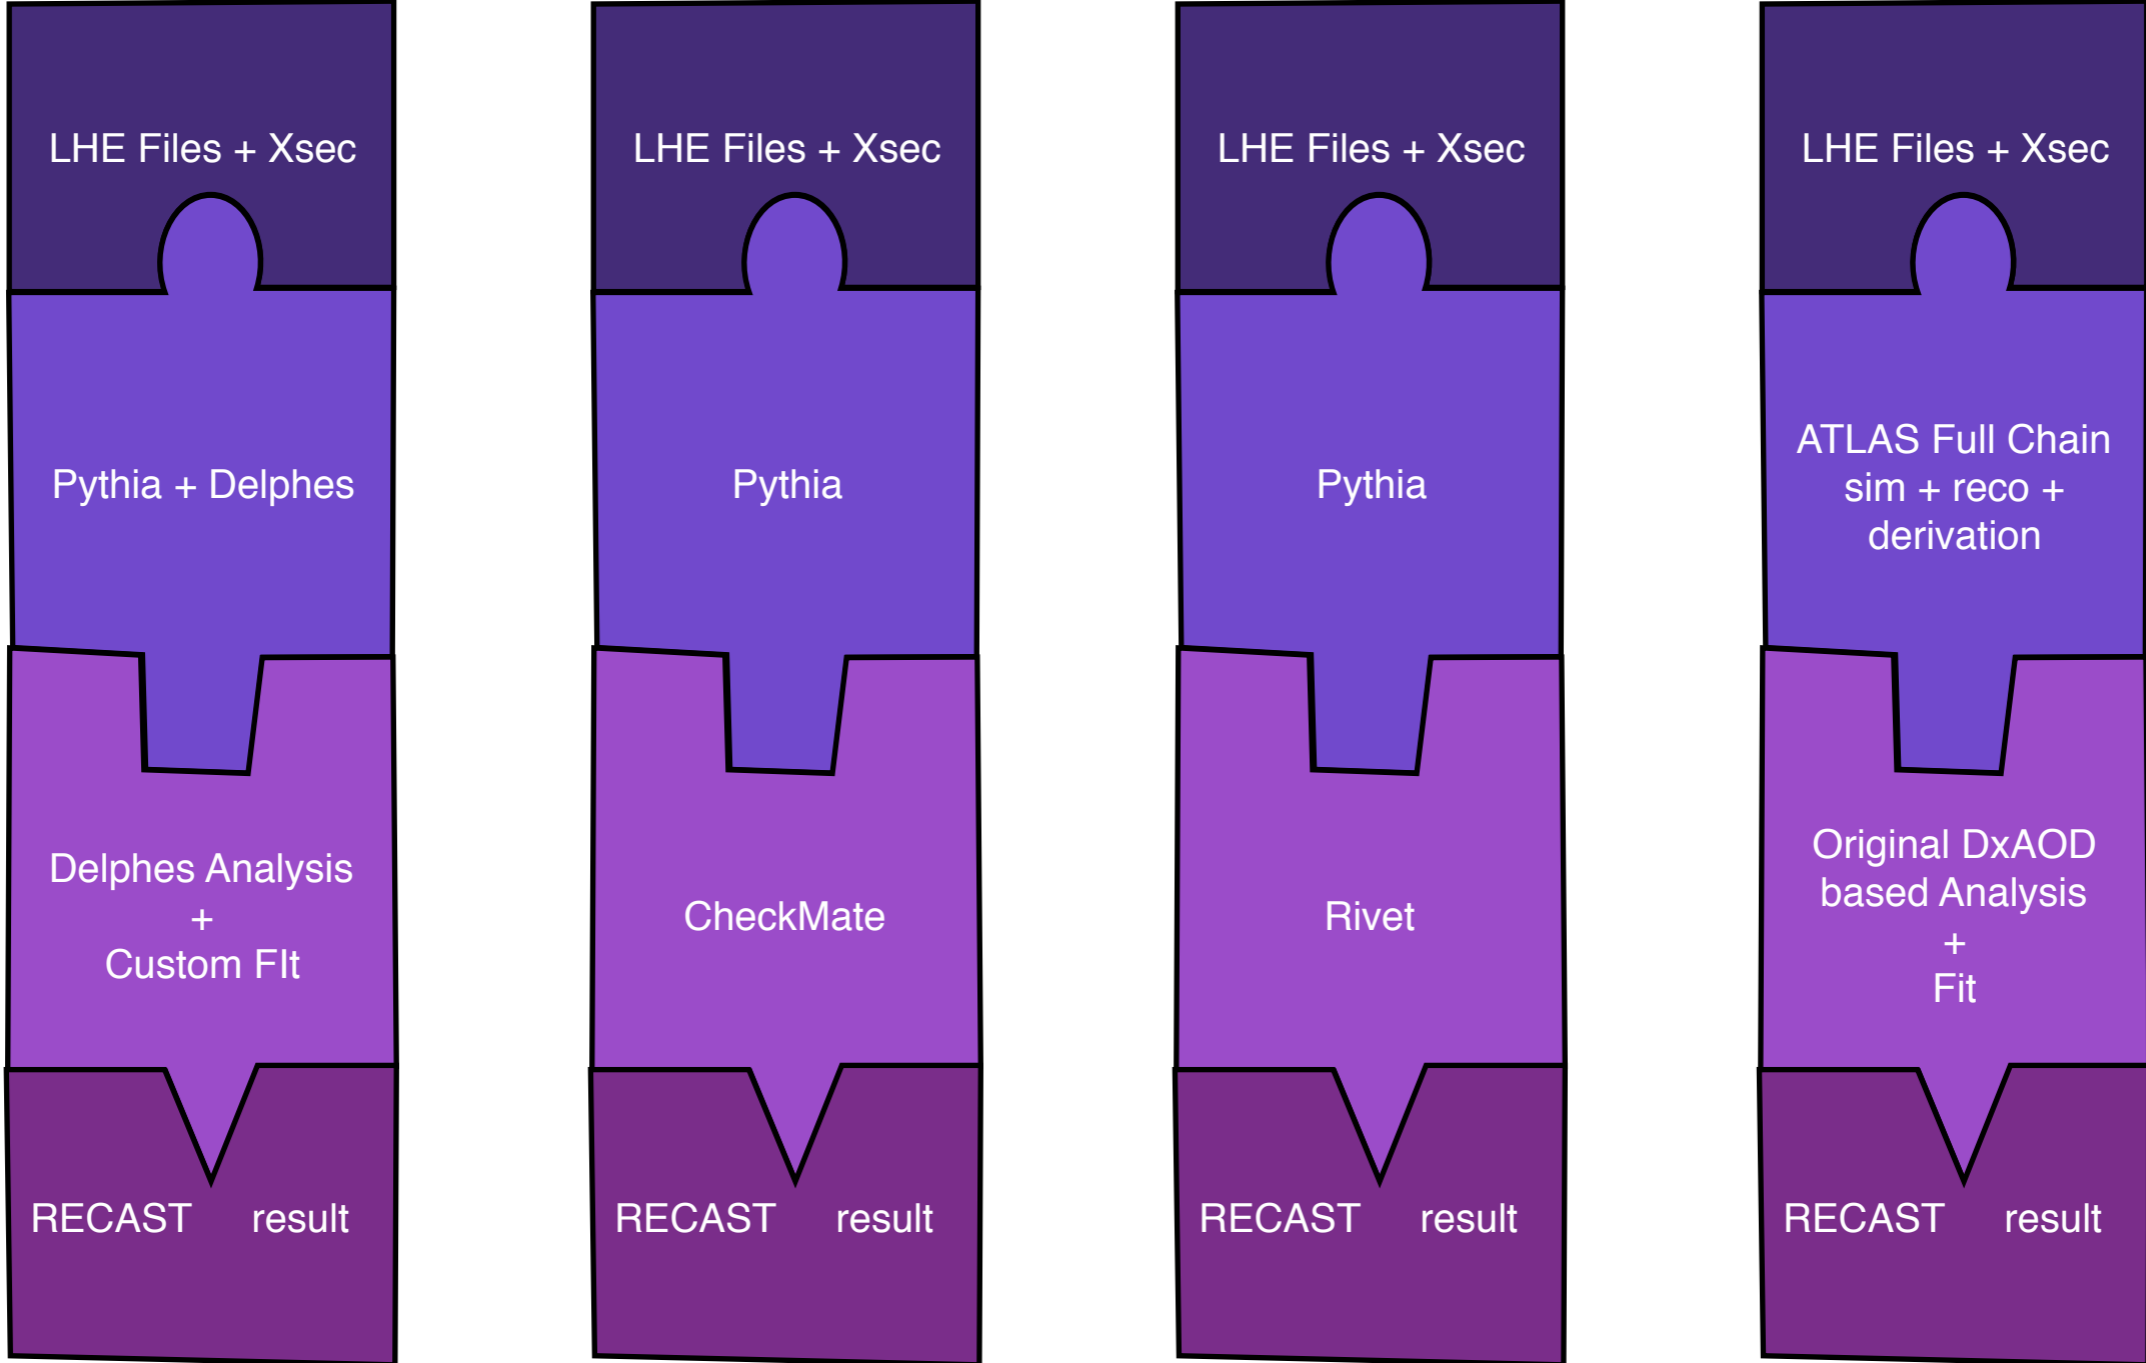 LHE Files + Xsec
Pythia + Delphes
Delphes Analysis
+
Custom FIt
RECAST result
LHE Files + Xsec
Pythia
CheckMate
RECAST result
LHE Files + Xsec
Pythia
Rivet
RECAST result
LHE Files + Xsec
ATLAS Full Chain
sim + reco +
derivation
Original DxAOD
based Analysis
+
Fit
RECAST result